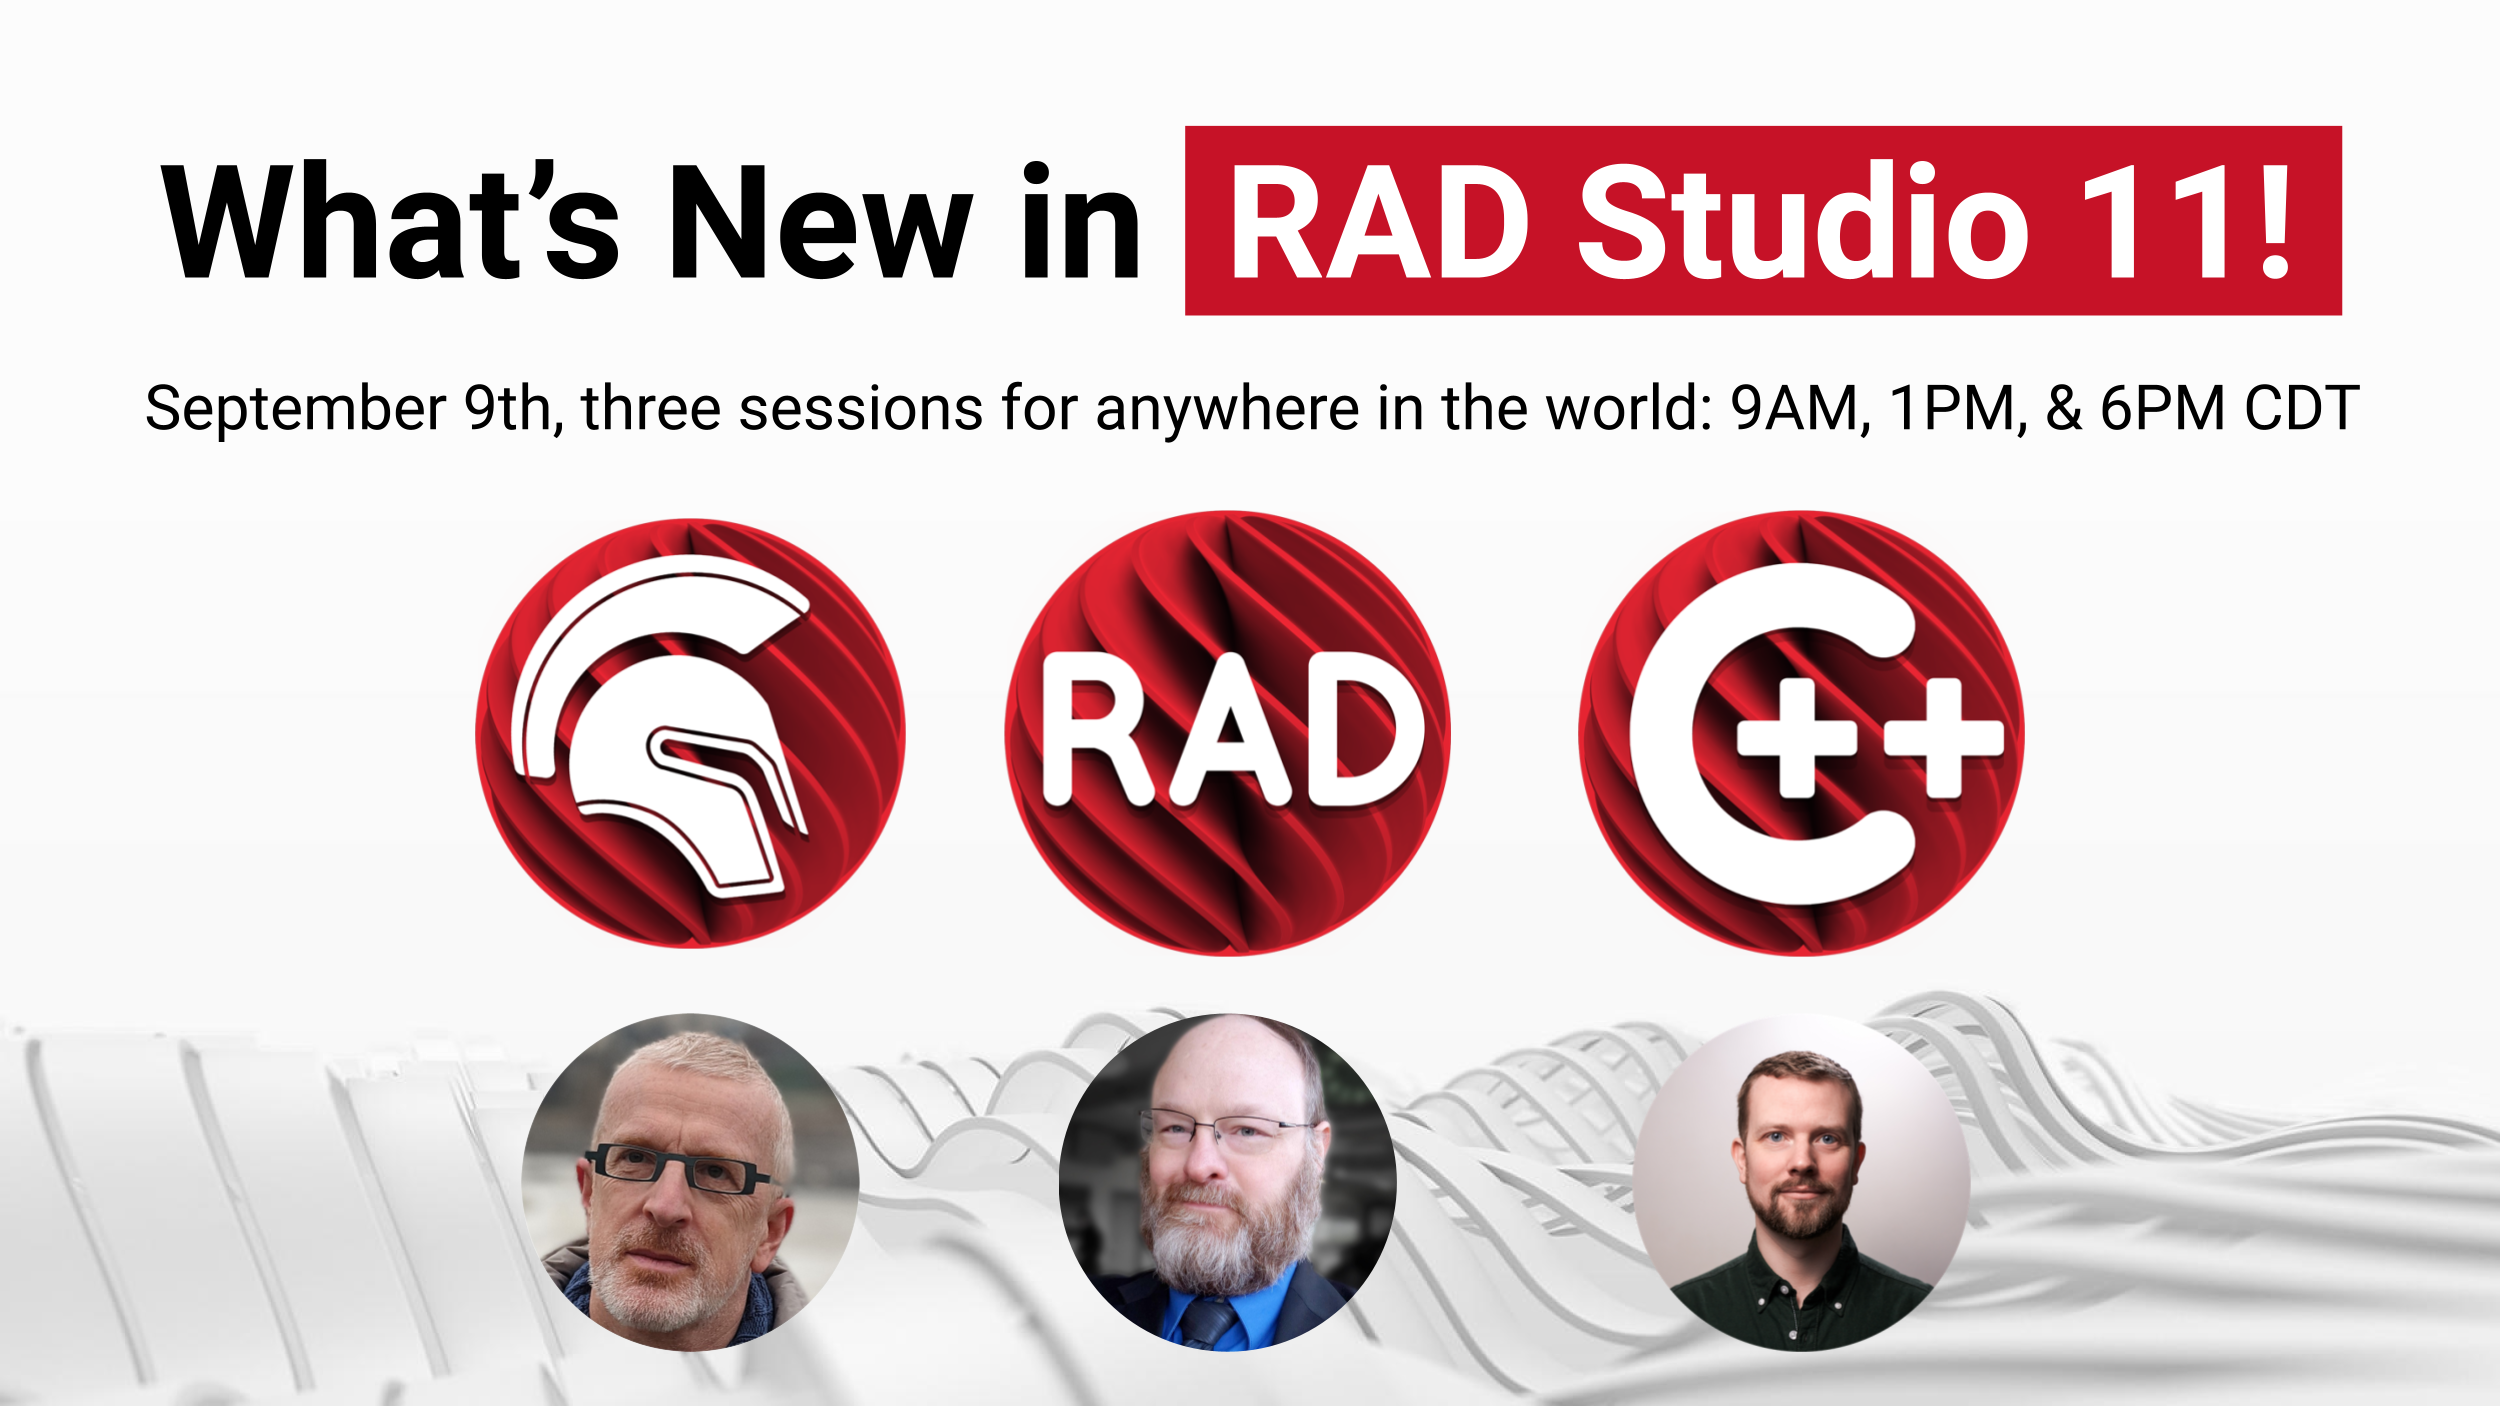 What’s New in RAD Studio 11!
September 9th, three sessions for anywhere in the world: 9AM, 1PM, & 6PM CDT
RAD
C++